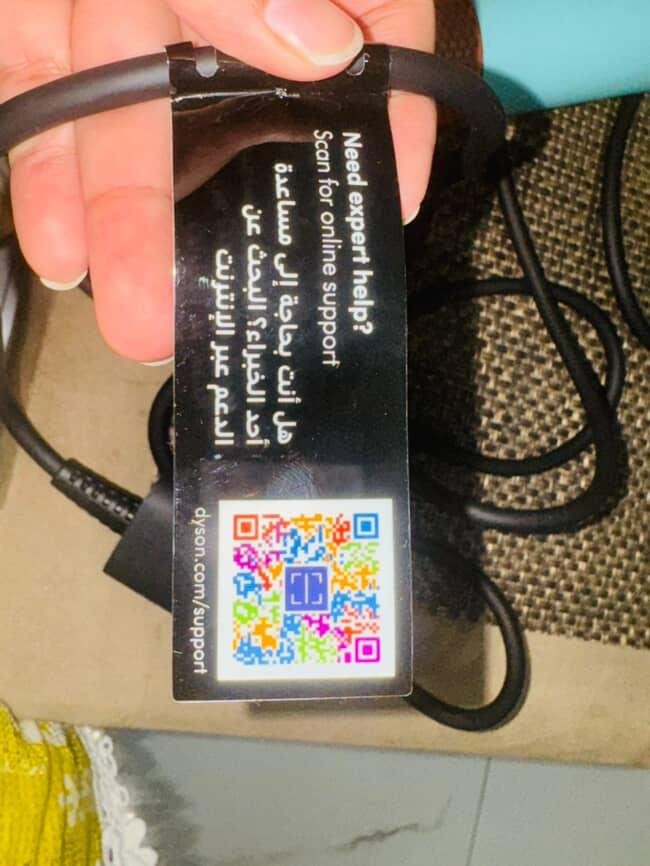 Need expert help?
Scan for online support
هل أنت بحاجة إلى مساعدة
أحد الخبراء؟ البحث عن
الدعم عبر الإنترنت
dyson.com/support